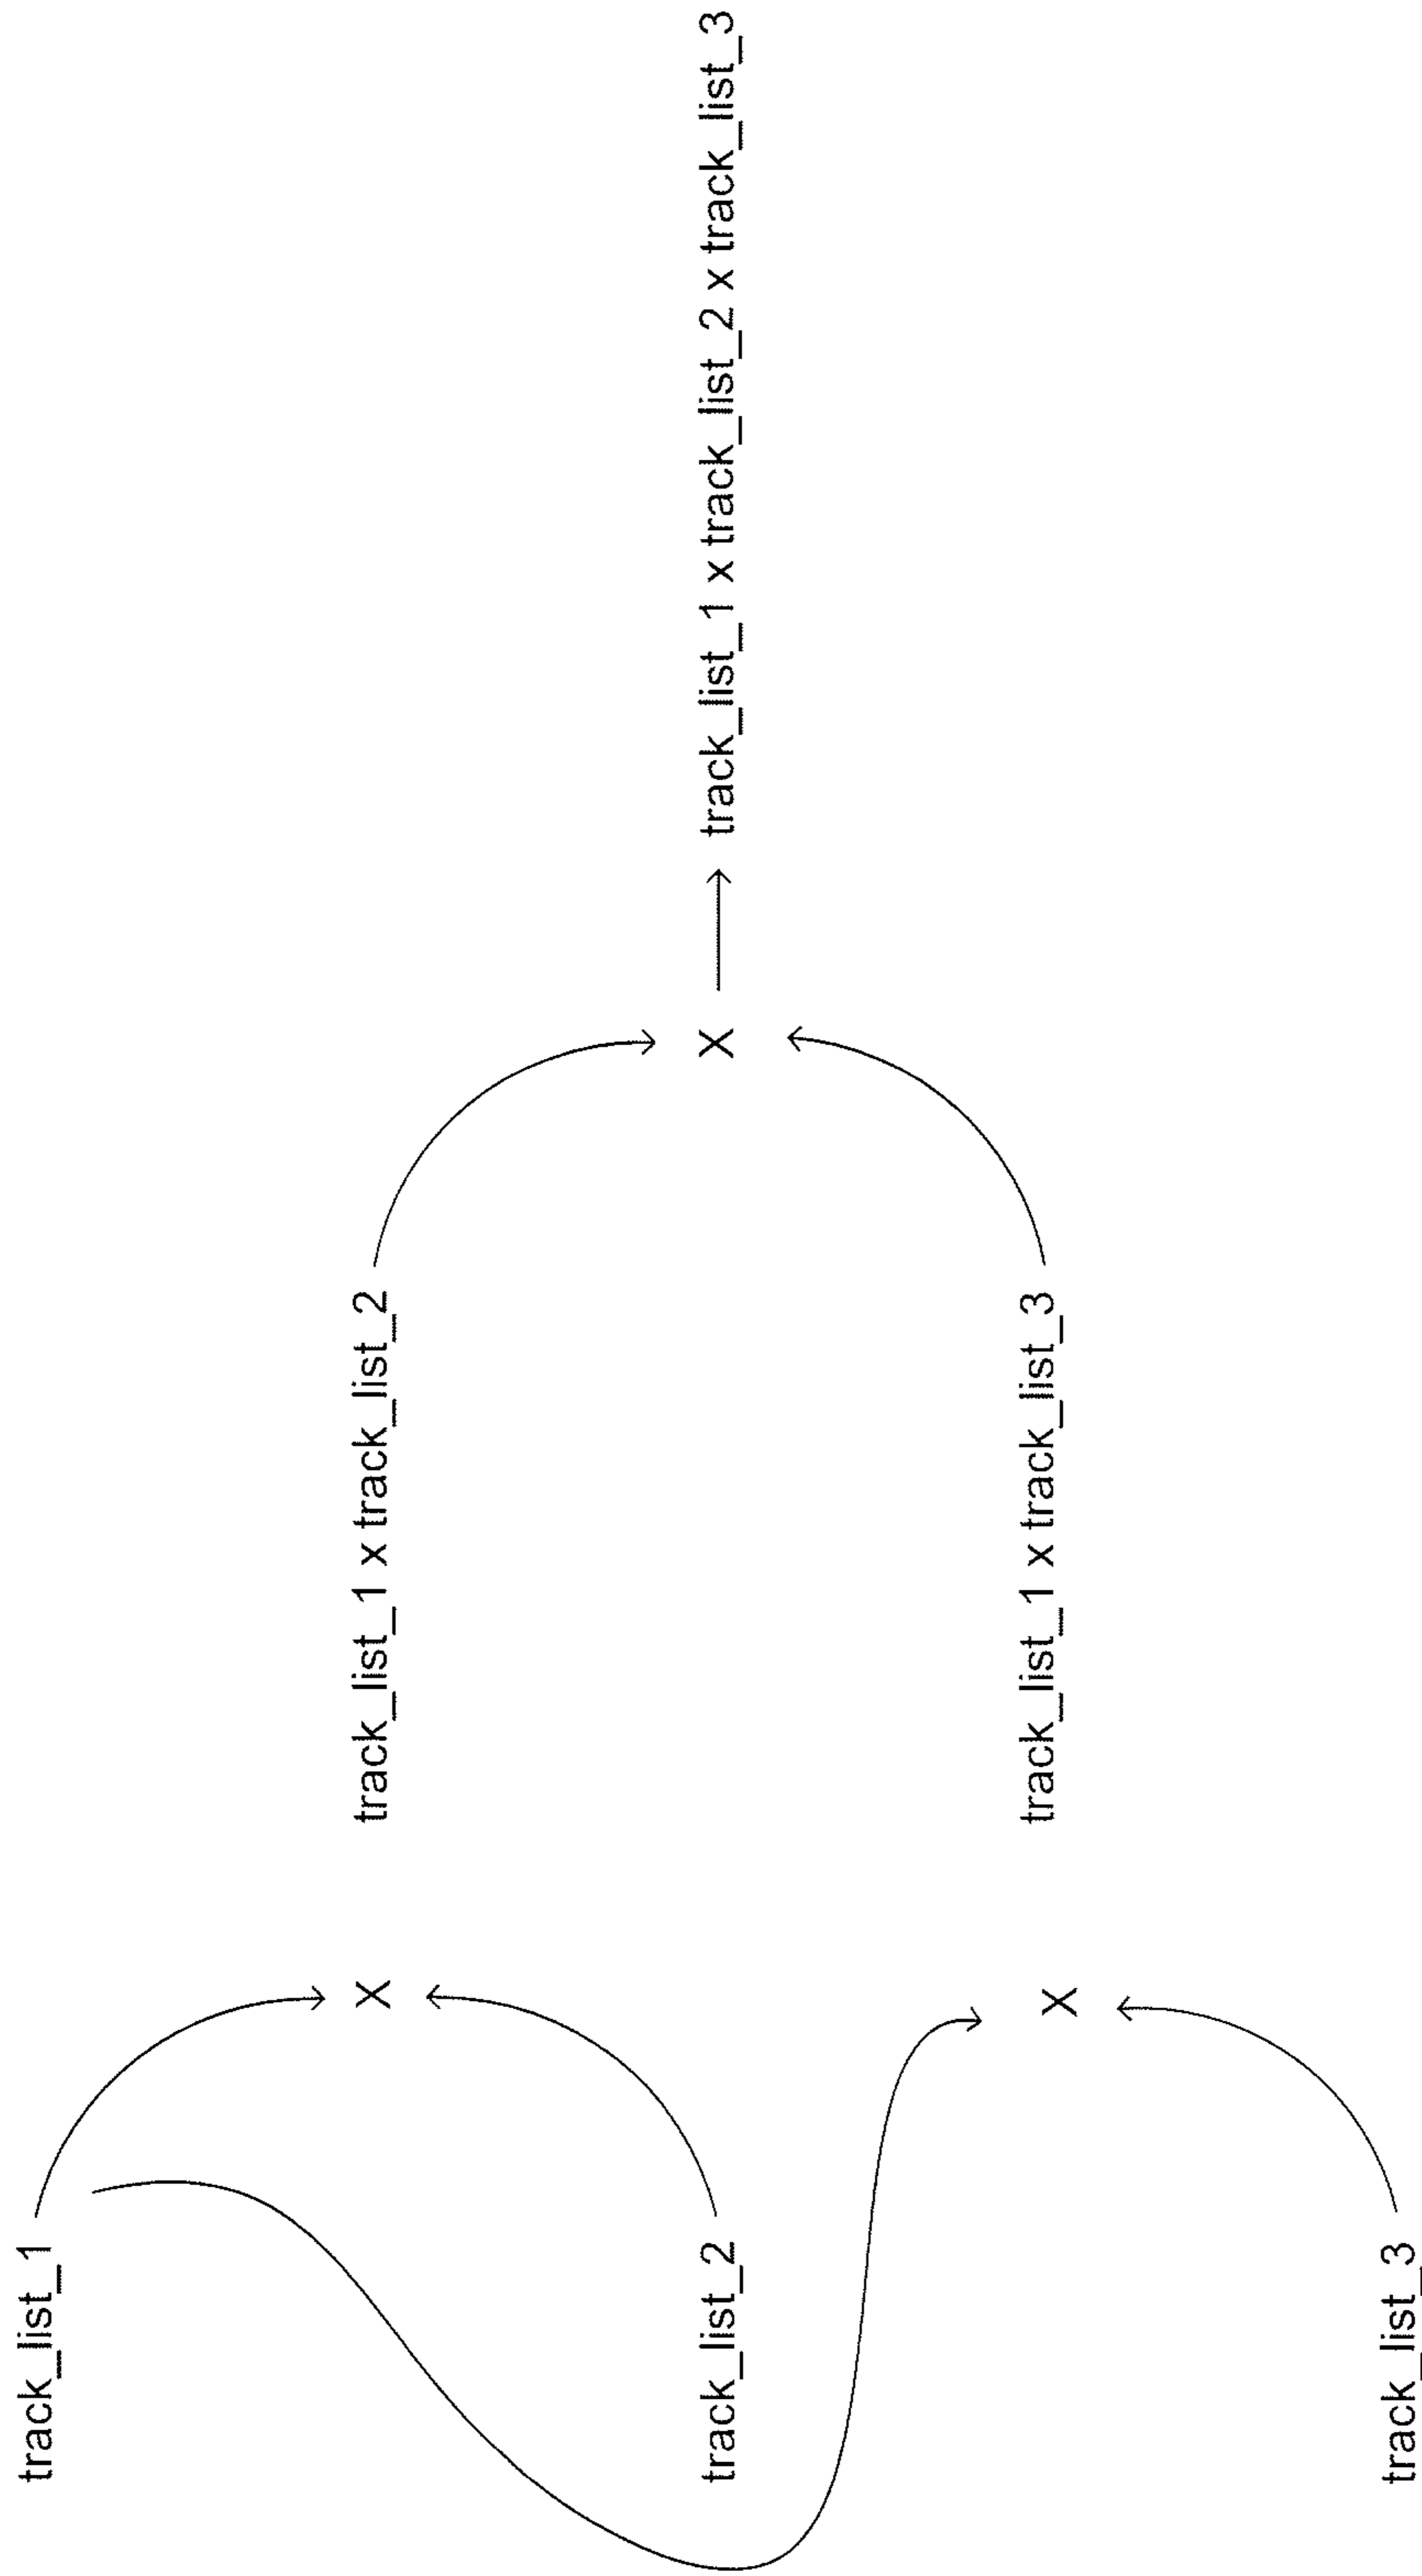 track_list_1
X
track_list_1 x track_list_2
track_list_2
X
track_list_1 x track_list_2 x track_list_3
X
track_list_1 x track_list_3
track_list_3